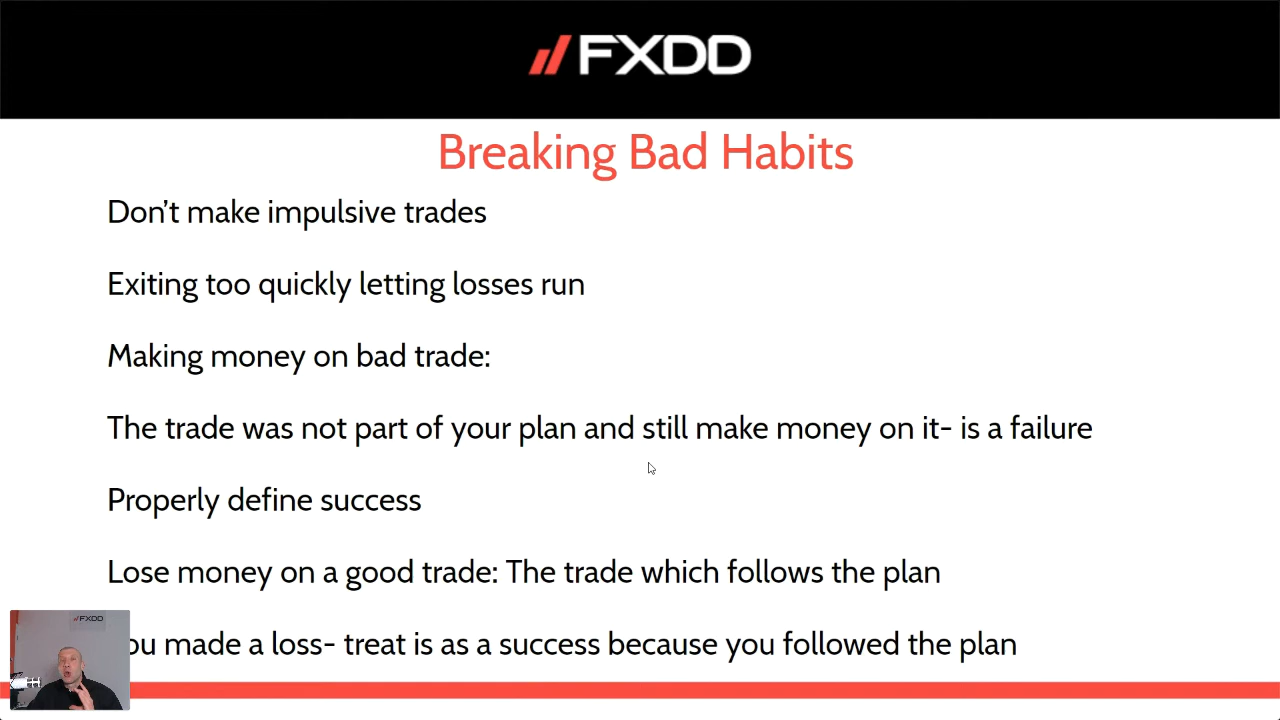 FXDD
Breaking Bad Habits
Don't make impulsive trades
Exiting too quickly letting losses run
Making money on bad trade:
The trade was not part of your plan and still make money on it- is a failure
Properly define success
Lose money on a good trade: The trade which follows the plan
ou made a loss- treat is as a success because you followed the plan
FXDD